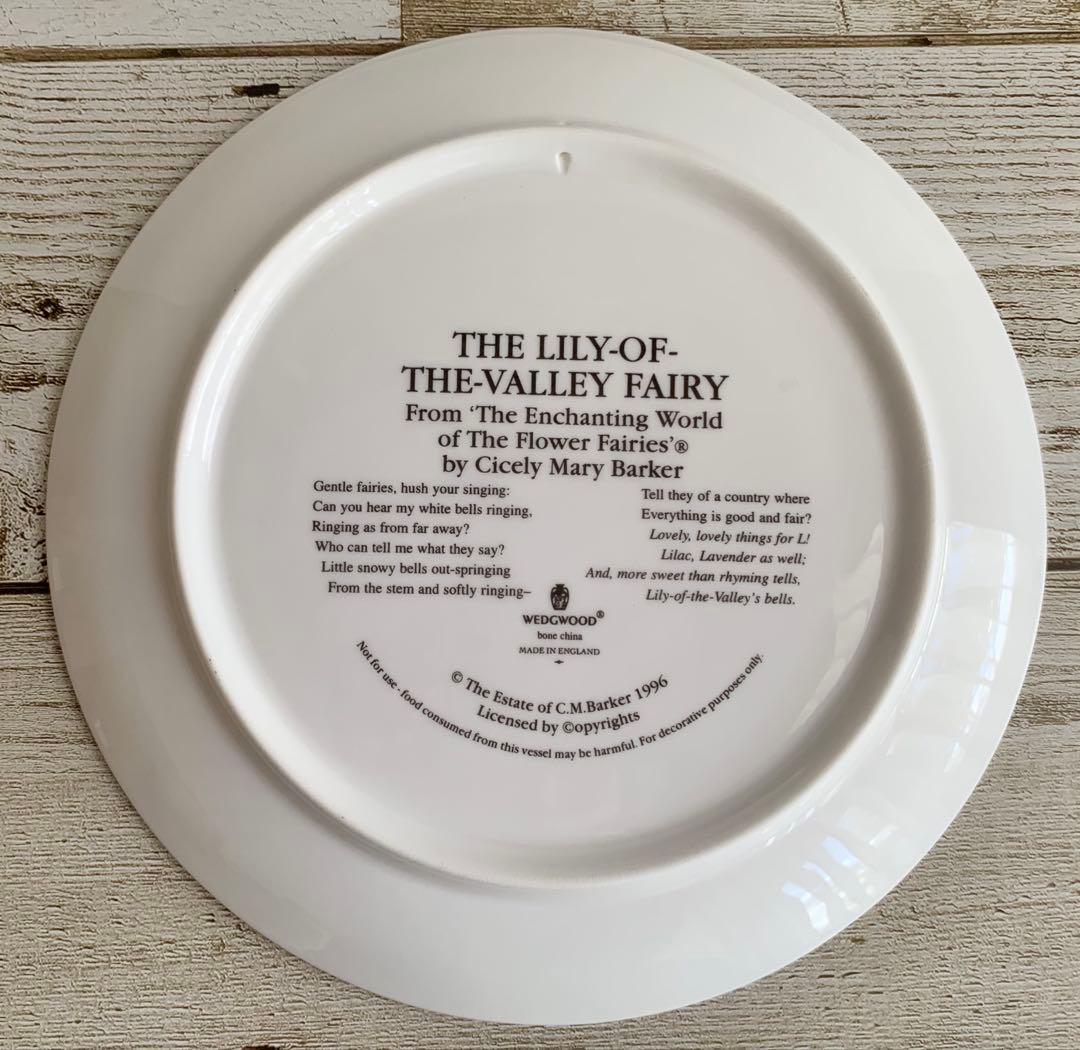 THE LILY-OF-
THE-VALLEY FAIRY
From ‘The Enchanting World
of The Flower Fairies’®
by Cicely Mary Barker
Gentle fairies, hush your singing:
Can you hear my white bells ringing,
Ringing as from far away?
Who can tell me what they say?
Little snowy bells out-springing
From the stem and softly ringing–
Tell they of a country where
Everything is good and fair?
Lovely, lovely things for L!
Lilac, Lavender as well;
And, more sweet than rhyming tells,
Lily-of-the-Valley's bells.
WEDGWOOD®
bone china
MADE IN ENGLAND
© The Estate of C.M.Barker 1996
Licensed by ©opyrights
Not for use - food consumed from this vessel may be harmful. For decorative purposes only.